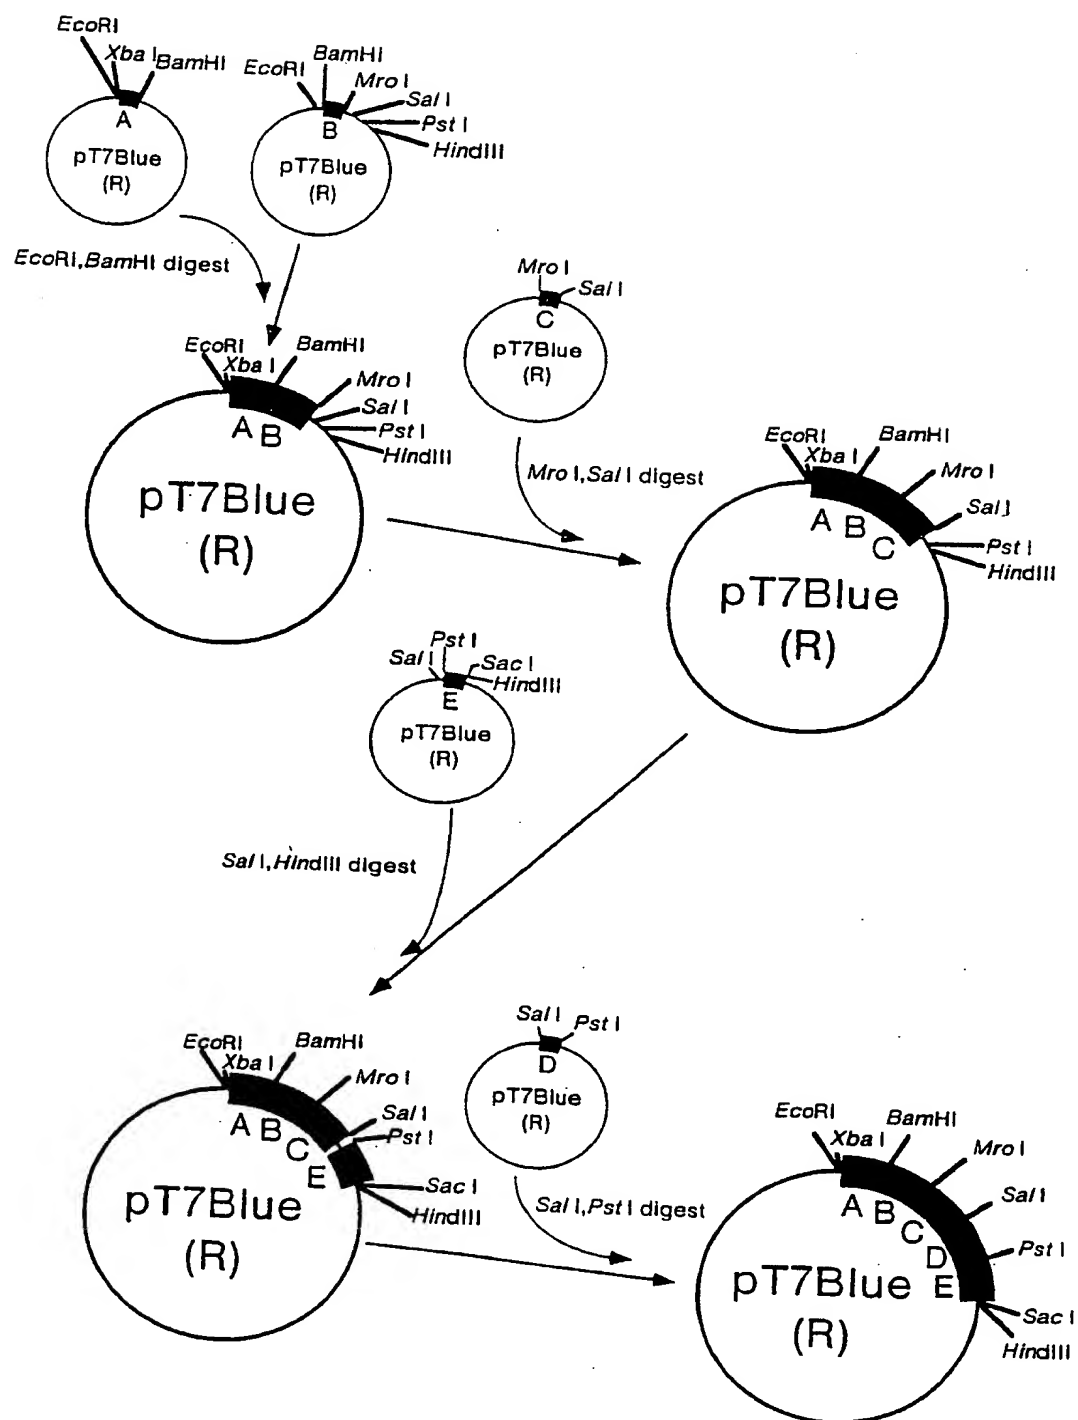 EcoRI
Xba I
BamHI
A
pT7Blue
(R)
EcoRI
BamHI
Mro I
Sal I
Pst I
HindIII
B
pT7Blue
(R)
EcoRI,BamHI digest
Mro I
Sal I
C
pT7Blue
(R)
Mro I,Sal I digest
EcoRI
Xba I
BamHI
Mro I
Sal I
Pst I
HindIII
A B
pT7Blue
(R)
EcoRI
Xba I
BamHI
Mro I
Sal I
Pst I
HindIII
A B C
pT7Blue
(R)
Sal I
Pst I
Sac I
HindIII
E
pT7Blue
(R)
Sal I,HindIII digest
EcoRI
Xba I
BamHI
Mro I
Sal I
Pst I
Sac I
HindIII
A B C E
pT7Blue
(R)
Sal I
Pst I
D
pT7Blue
(R)
Sal I,Pst I digest
EcoRI
Xba I
BamHI
Mro I
Sal I
Pst I
Sac I
HindIII
A B C D E
pT7Blue
(R)